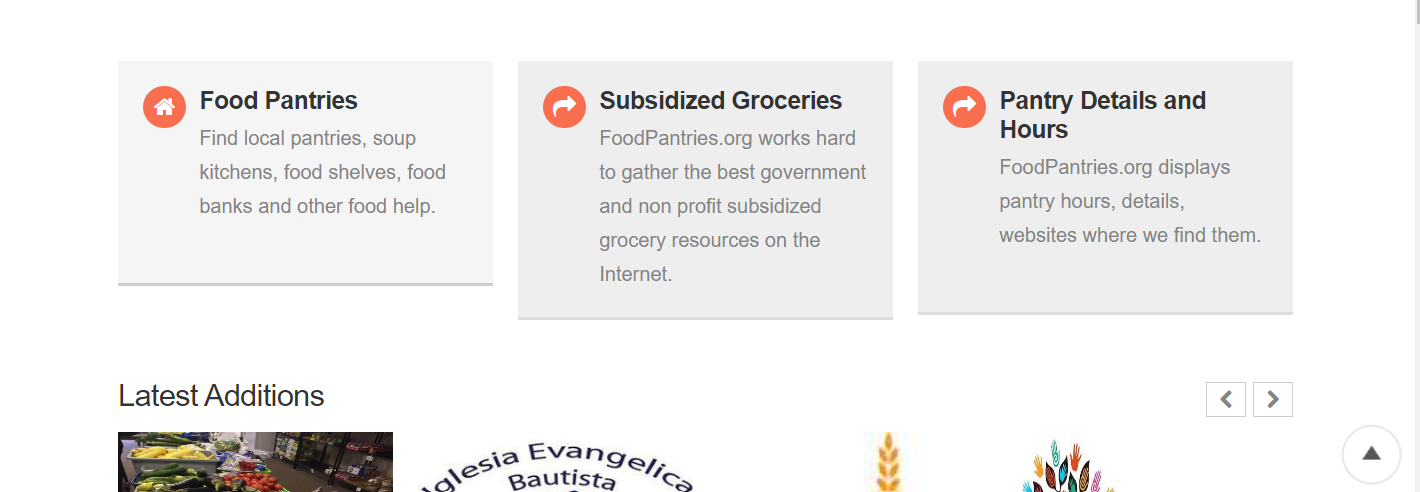 Food Pantries
Find local pantries, soup
kitchens, food shelves, food
banks and other food help.
Subsidized Groceries
FoodPantries.org works hard
to gather the best government
and non profit subsidized
grocery resources on the
Internet.
Pantry Details and
Hours
FoodPantries.org displays
pantry hours, details,
websites where we find them.
Latest Additions
Iglesia Evangelica
Bautista